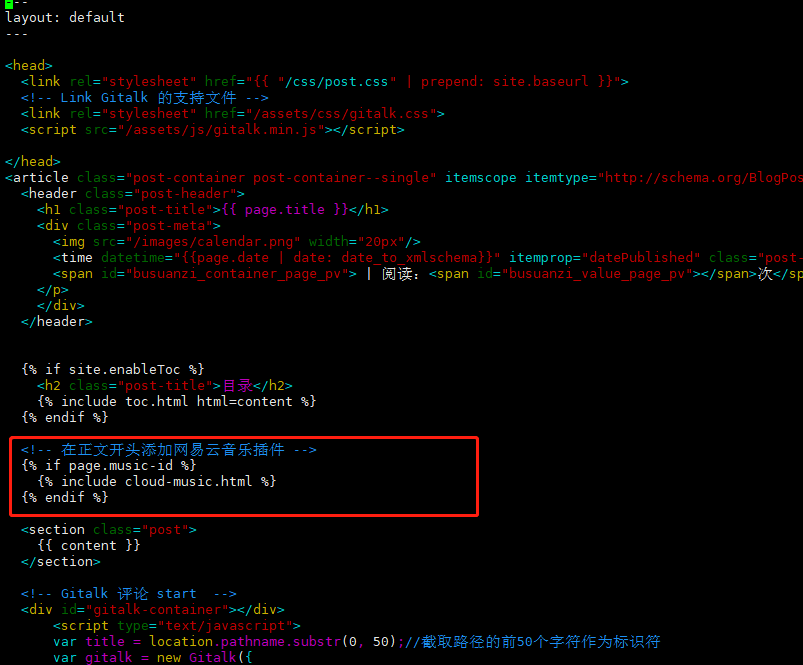 ---
layout: default
---
<head>
<link rel="stylesheet" href="{{ "/css/post.css" | prepend: site.baseurl }}">
<!-- Link Gitalk 的支持文件 -->
<link rel="stylesheet" href="/assets/css/gitalk.css">
<script src="/assets/js/gitalk.min.js"></script>
</head>
<article class="post-container post-container--single" itemscope itemtype="http://schema.org/BlogPos
<header class="post-header">
<h1 class="post-title">{{ page.title }}</h1>
<div class="post-meta">
<img src="/images/calendar.png" width="20px"/>
<time datetime="{{page.date | date: date_to_xmlschema}}" itemprop="datePublished" class="post-
<span id="busuanzi_container_page_pv"> | 阅读：<span id="busuanzi_value_page_pv"></span>次</sp
</p>
</div>
</header>
{% if site.enableToc %}
<h2 class="post-title">目录</h2>
{% include toc.html html=content %}
{% endif %}
<!-- 在正文开头添加网易云音乐插件 -->
{% if page.music-id %}
{% include cloud-music.html %}
{% endif %}
<section class="post">
{{ content }}
</section>
<!-- Gitalk 评论 start  -->
<div id="gitalk-container"></div>
<script type="text/javascript">
var title = location.pathname.substr(0, 50);//截取路径的前50个字符作为标识符
var gitalk = new Gitalk({